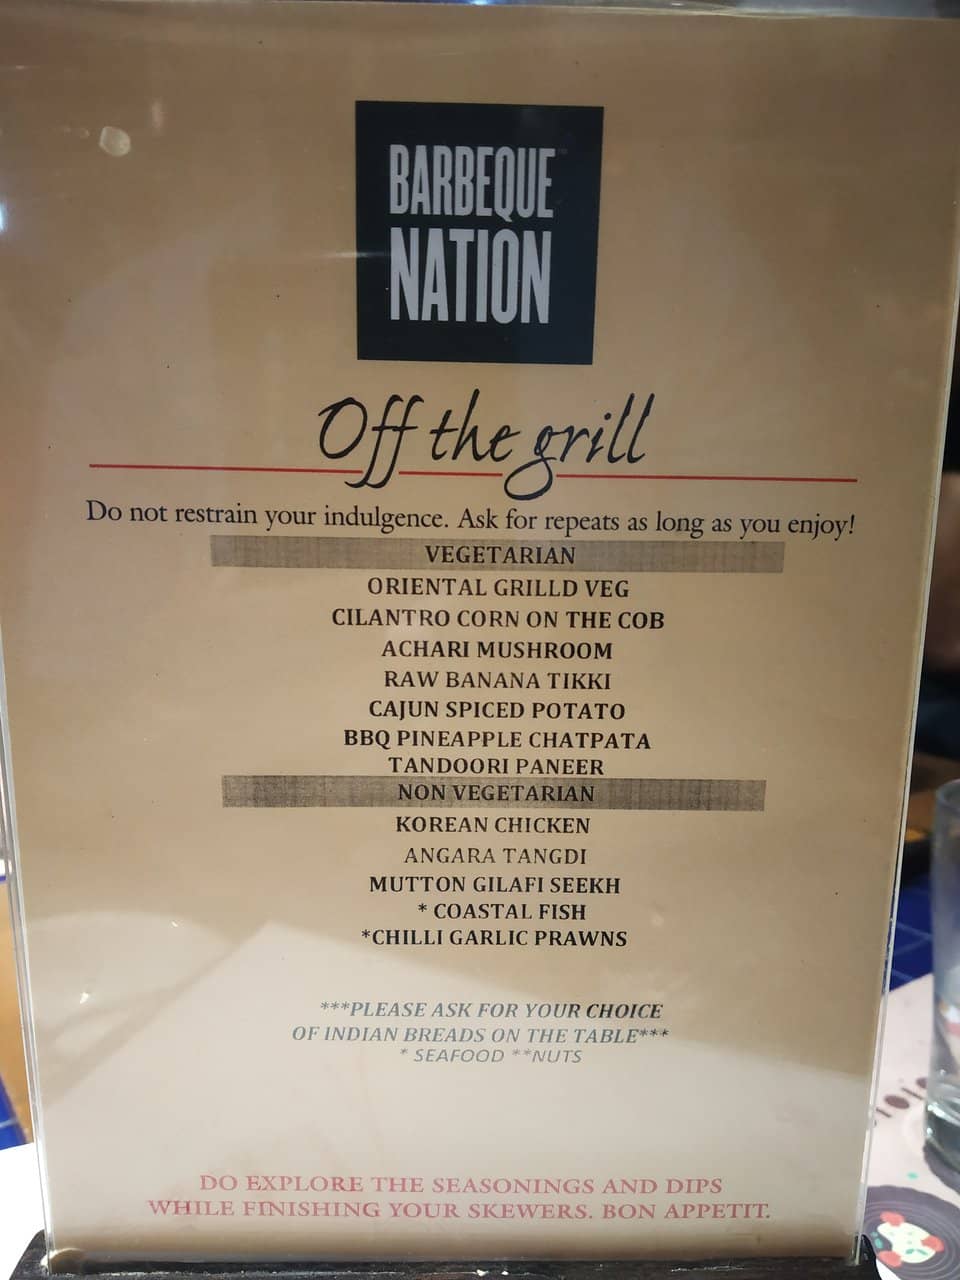 BARBEQUE
NATION
Off the grill
Do not restrain your indulgence. Ask for repeats as long as you enjoy!
VEGETARIAN
ORIENTAL GRILLD VEG
CILANTRO CORN ON THE COB
ACHARI MUSHROOM
RAW BANANA TIKKI
CAJUN SPICED POTATO
BBQ PINEAPPLE CHATPATA
TANDOORI PANEER
NON VEGETARIAN
KOREAN CHICKEN
ANGARA TANGDI
MUTTON GILAFI SEEKH
* COASTAL FISH
*CHILLI GARLIC PRAWNS
***PLEASE ASK FOR YOUR CHOICE
OF INDIAN BREADS ON THE TABLE***
* SEAFOOD **NUTS
DO EXPLORE THE SEASONINGS AND DIPS
WHILE FINISHING YOUR SKEWERS. BON APPETIT.